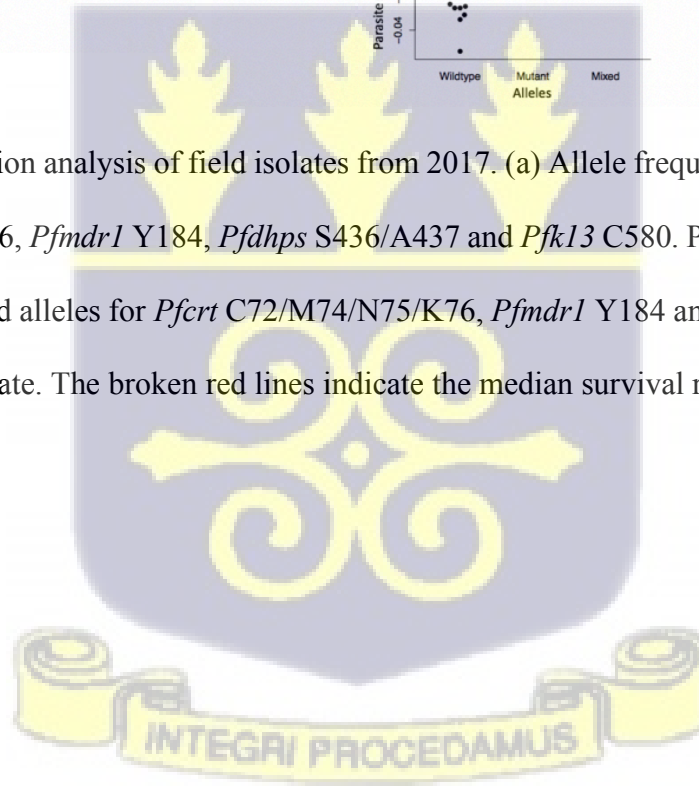 Parasite
−0.04
Wildtype Mutant Mixed
Alleles
ion analysis of field isolates from 2017. (a) Allele frequ
6, Pfmdr1 Y184, Pfdhps S436/A437 and Pfk13 C580. P
d alleles for Pfcrt C72/M74/N75/K76, Pfmdr1 Y184 an
ate. The broken red lines indicate the median survival r
INTEGRI PROCEDAMUS